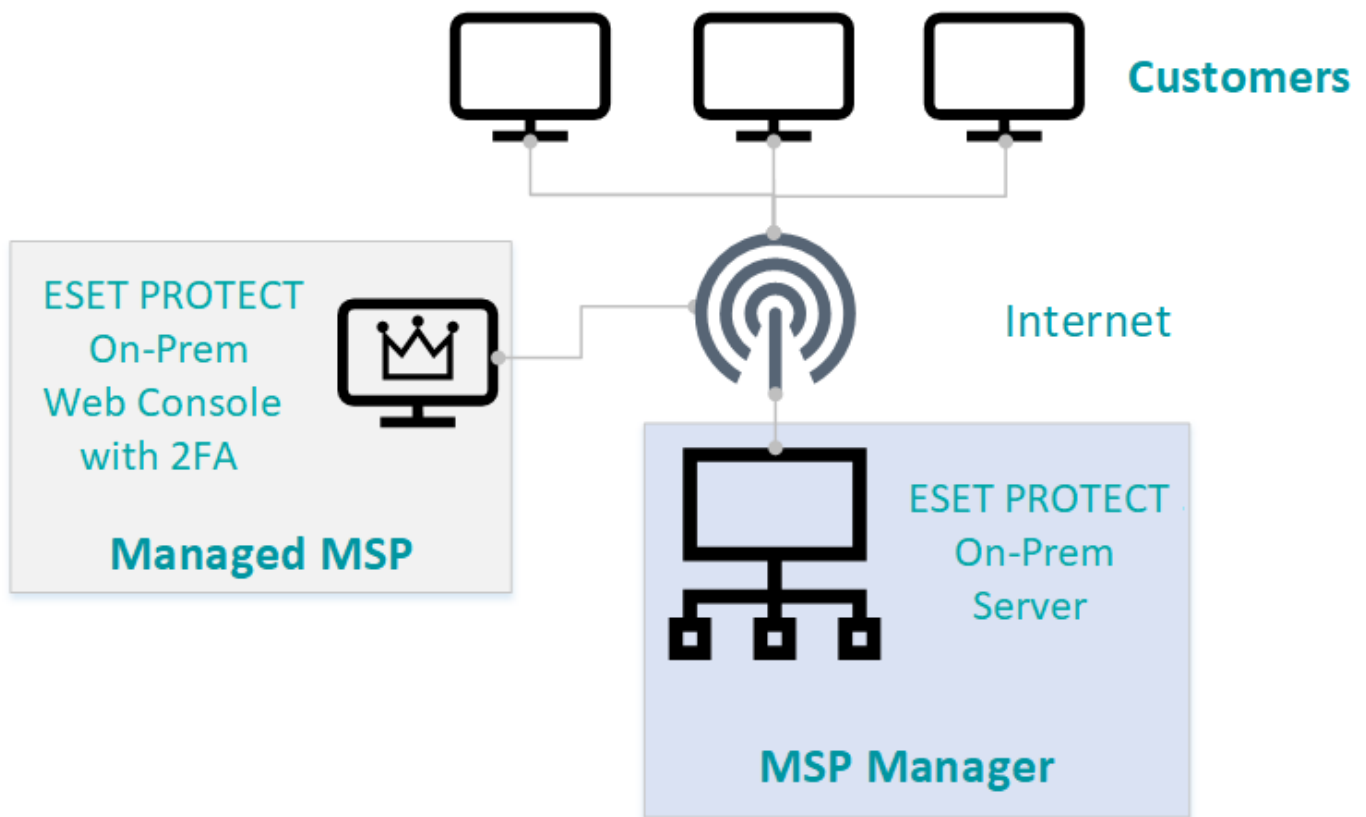 Customers
ESET PROTECT
On-Prem
Web Console
with 2FA
Managed MSP
Internet
ESET PROTECT
On-Prem
Server
MSP Manager